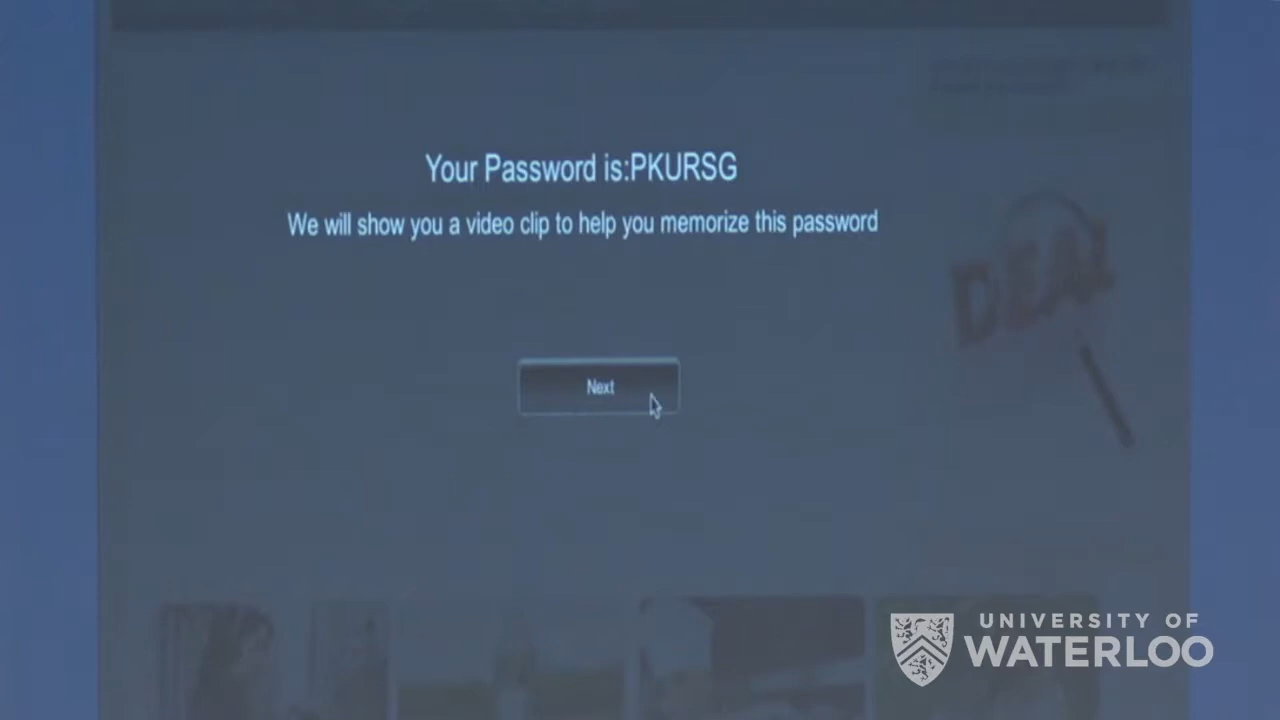 Your Password is:PKURSG
We will show you a video clip to help you memorize this password
DEAL
Next
UNIVERSITY OF
WATERLOO